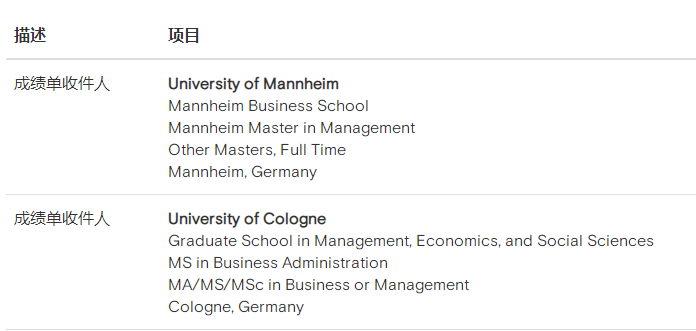 描述 项目
成绩单收件人 University of Mannheim
Mannheim Business School
Mannheim Master in Management
Other Masters, Full Time
Mannheim, Germany
成绩单收件人 University of Cologne
Graduate School in Management, Economics, and Social Sciences
MS in Business Administration
MA/MS/MSc in Business or Management
Cologne, Germany